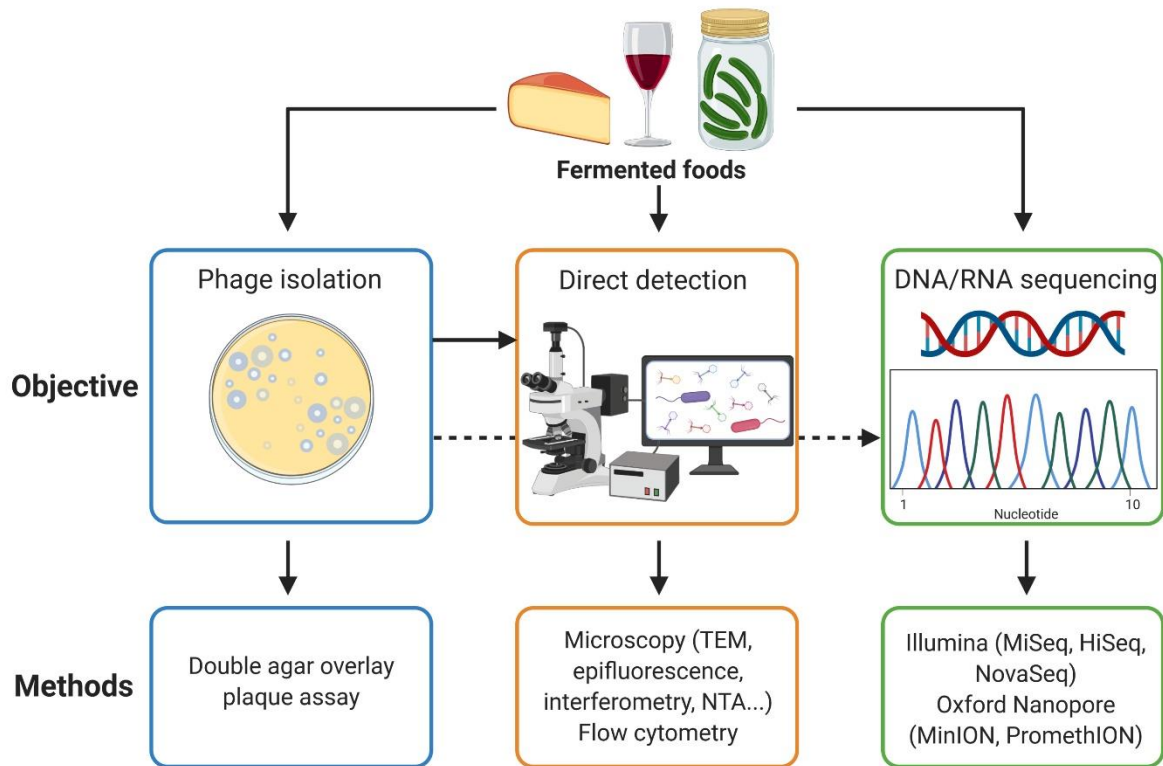 Fermented foods
Phage isolation
Direct detection
DNA/RNA sequencing
Objective
1
10
Nucleotide
Methods
Double agar overlay
plaque assay
Microscopy (TEM,
epifluorescence,
interferometry, NTA...)
Flow cytometry
Illumina (MiSeq, HiSeq,
NovaSeq)
Oxford Nanopore
(MinION, PromethION)